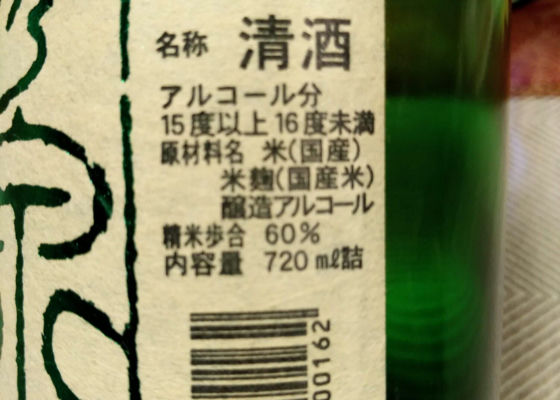 名称 清酒
アルコール分
15度以上16度未満
原材料名 米(国産)
米麹(国産米)
醸造アルコール
精米歩合 60%
内容量 720ml詰
00162